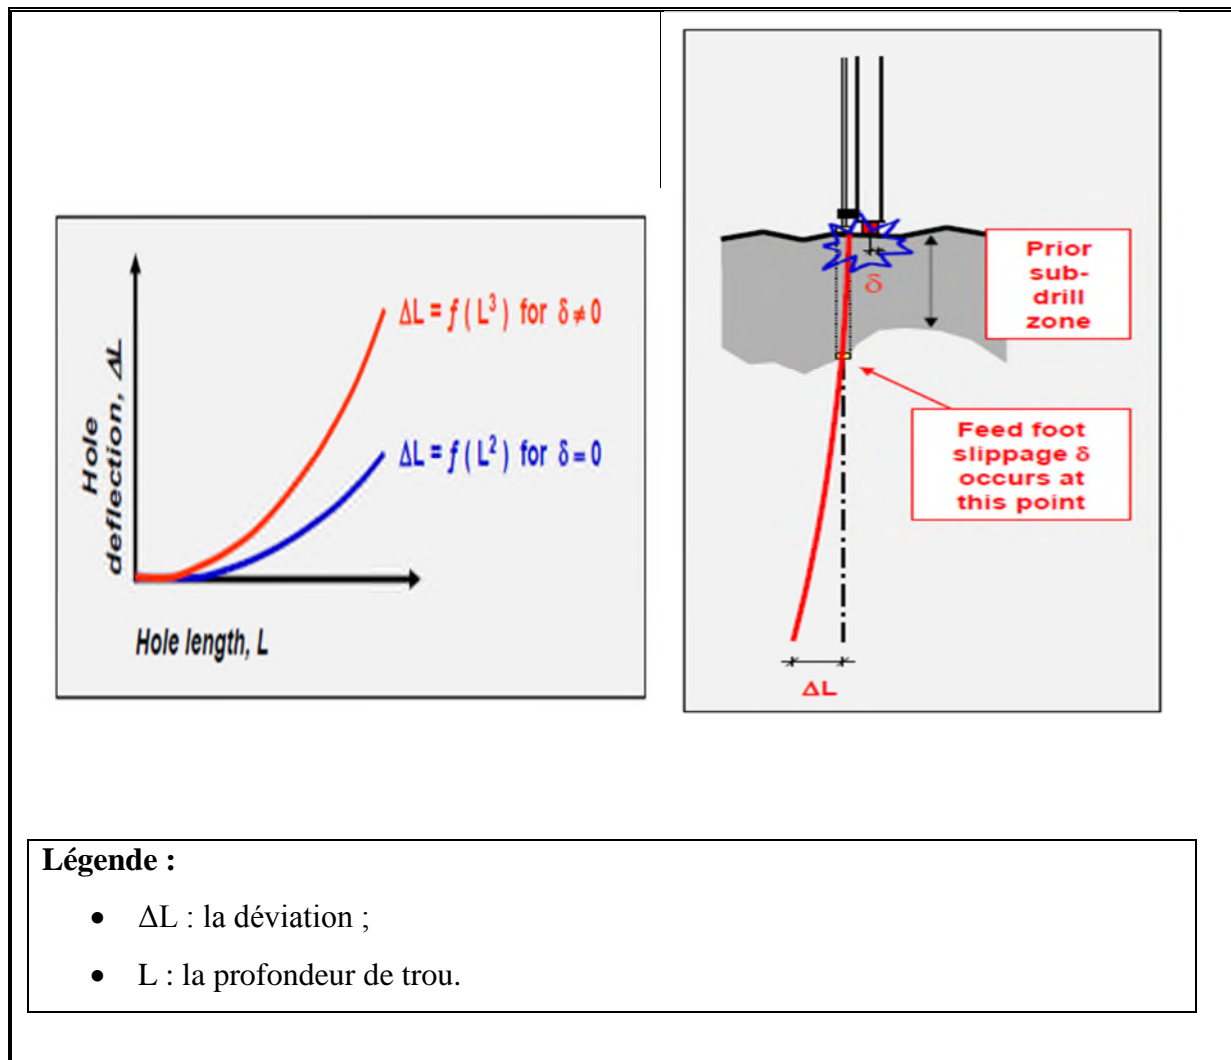 Hole
deflection, ΔL
ΔL = f ( L³ ) for δ ≠ 0
ΔL = f ( L² ) for δ = 0
Hole length, L
δ
Prior
sub-
drill
zone
Feed foot
slippage δ
occurs at
this point
ΔL
Légende :
• ΔL : la déviation ;
• L : la profondeur de trou.